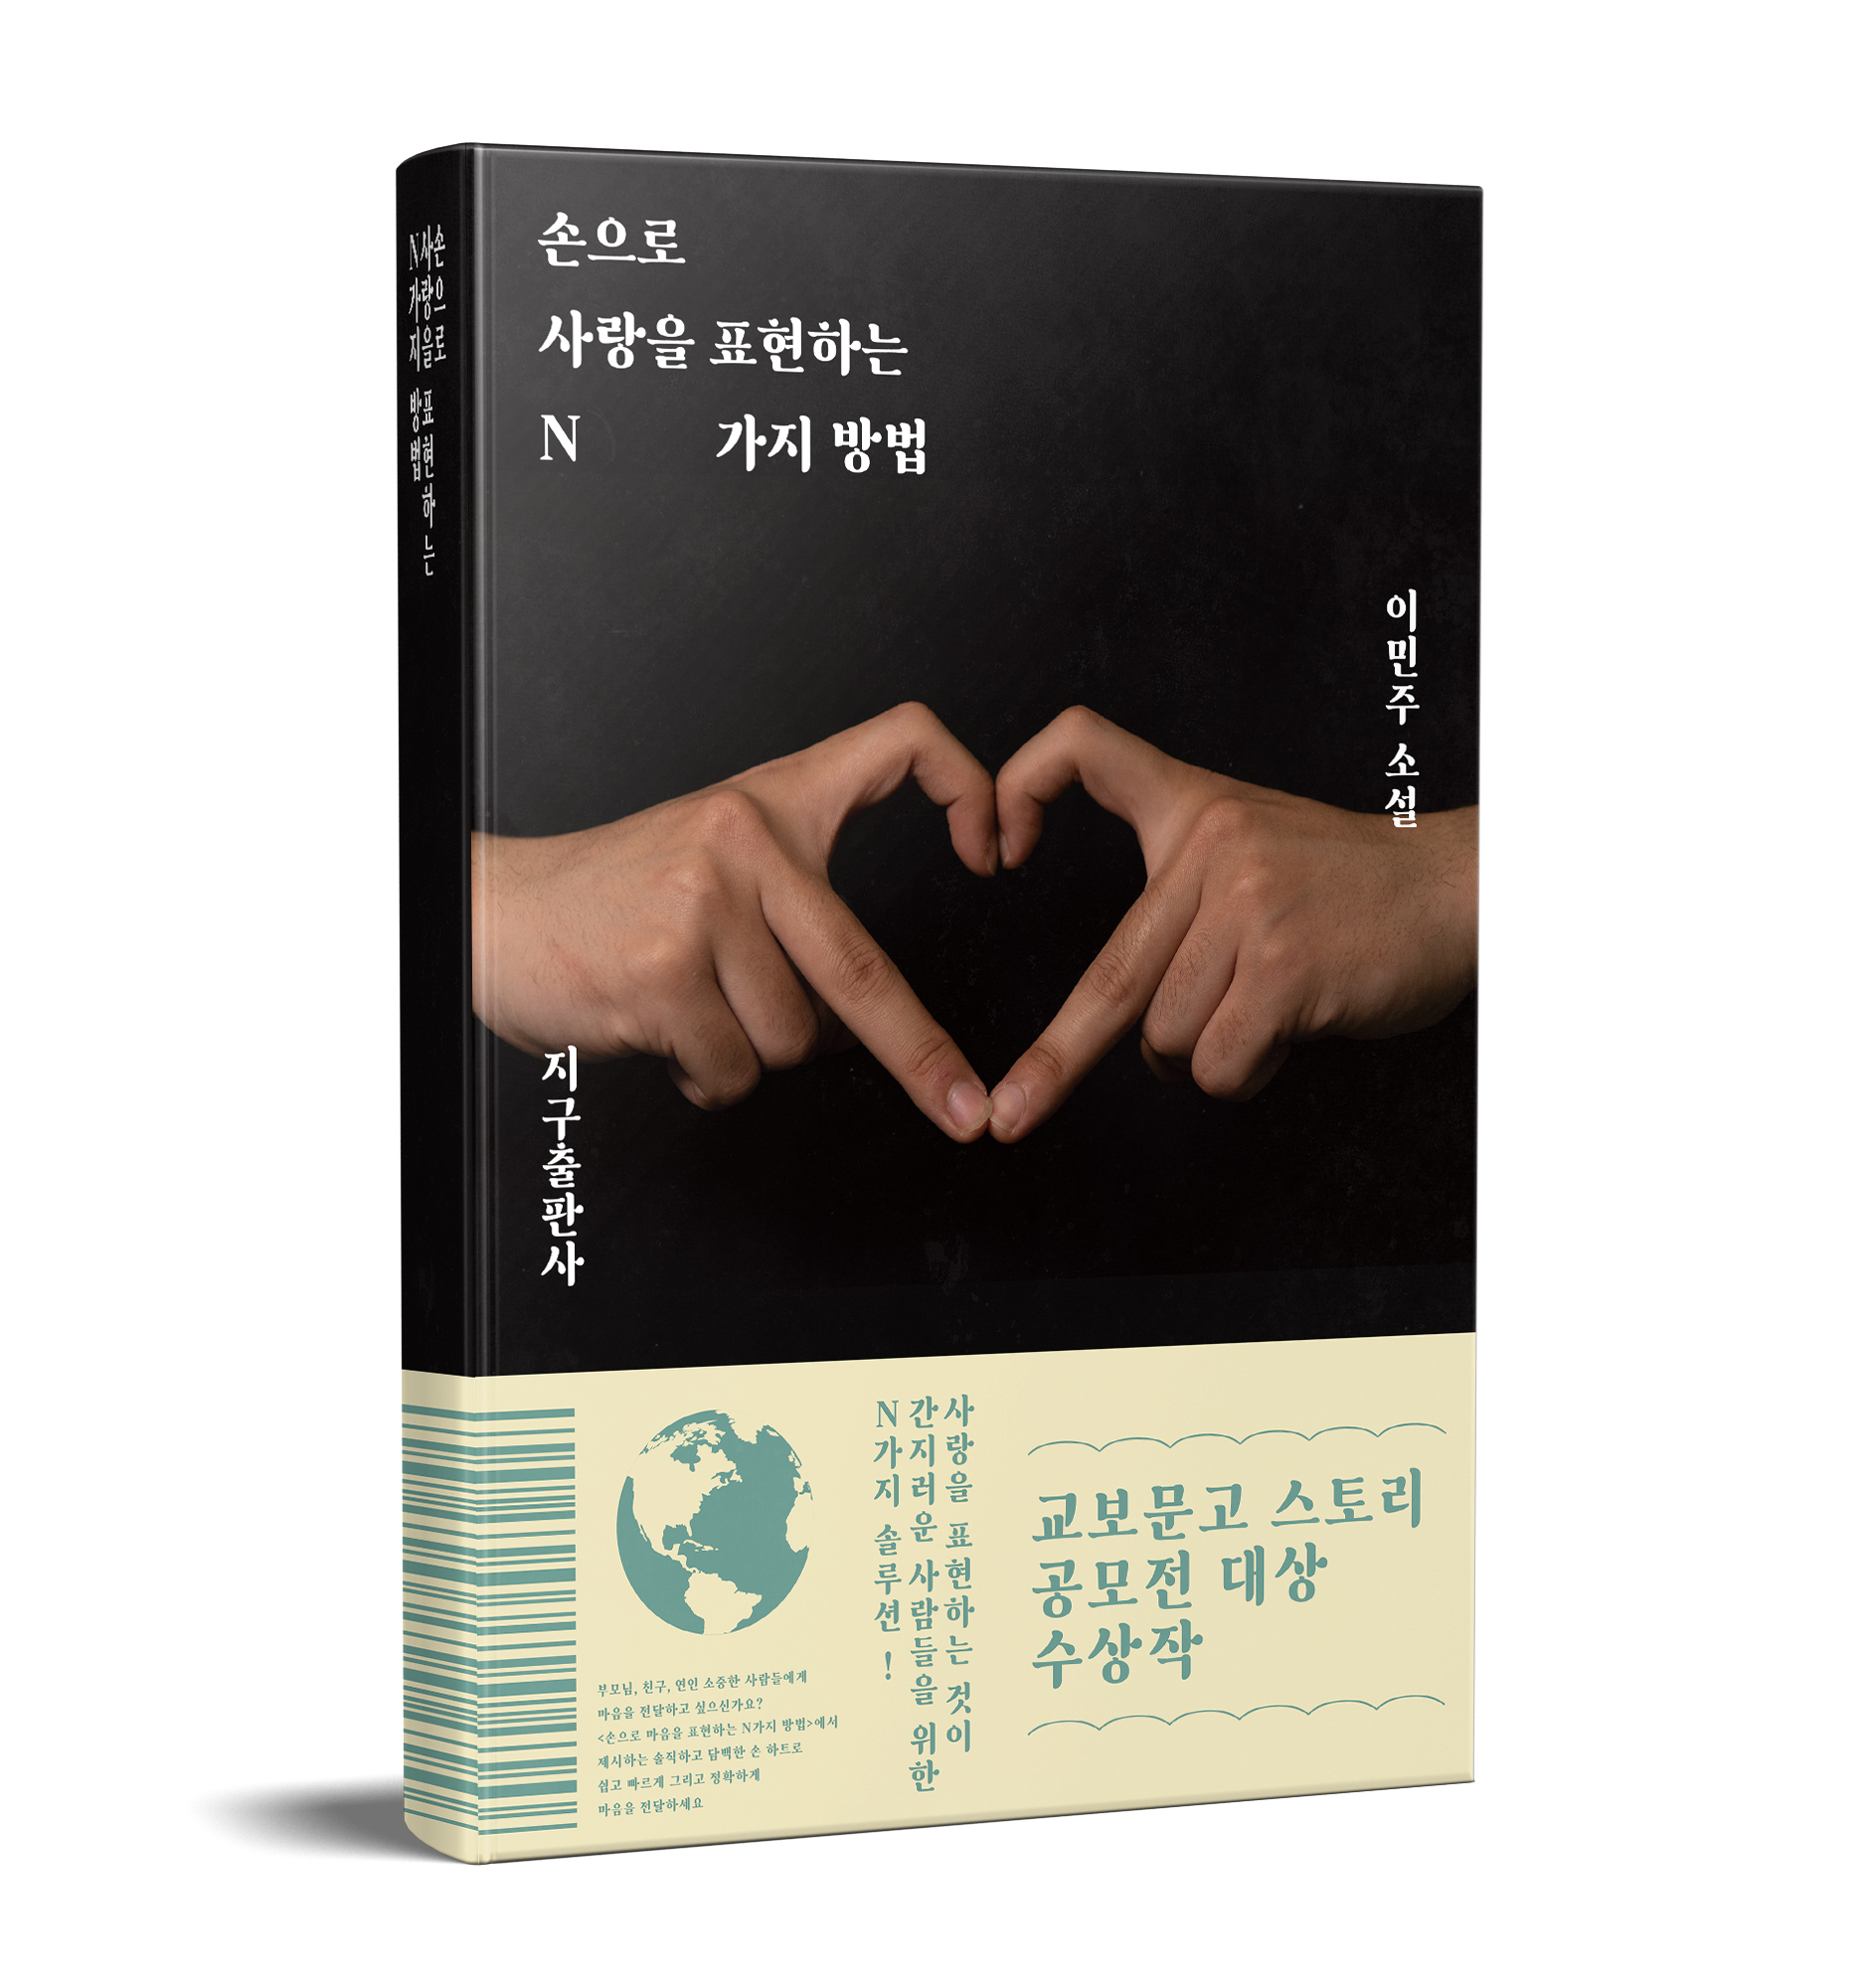 손으로
사랑을 표현하는
N 가지 방법
이민주 소설
지구출판사
손으로
사랑을 표현하는
N가지 방법
사랑을 표현하는 것이
간지러운 사람들을 위한
N가지 솔루션!
교보문고 스토리
공모전 대상
수상작
부모님, 친구, 연인 소중한 사람들에게
마음을 전달하고 싶으신가요?
<손으로 마음을 표현하는 N가지 방법>에서
제시하는 솔직하고 담백한 손 하트로
쉽고 빠르게 그리고 정확하게
마음을 전달하세요